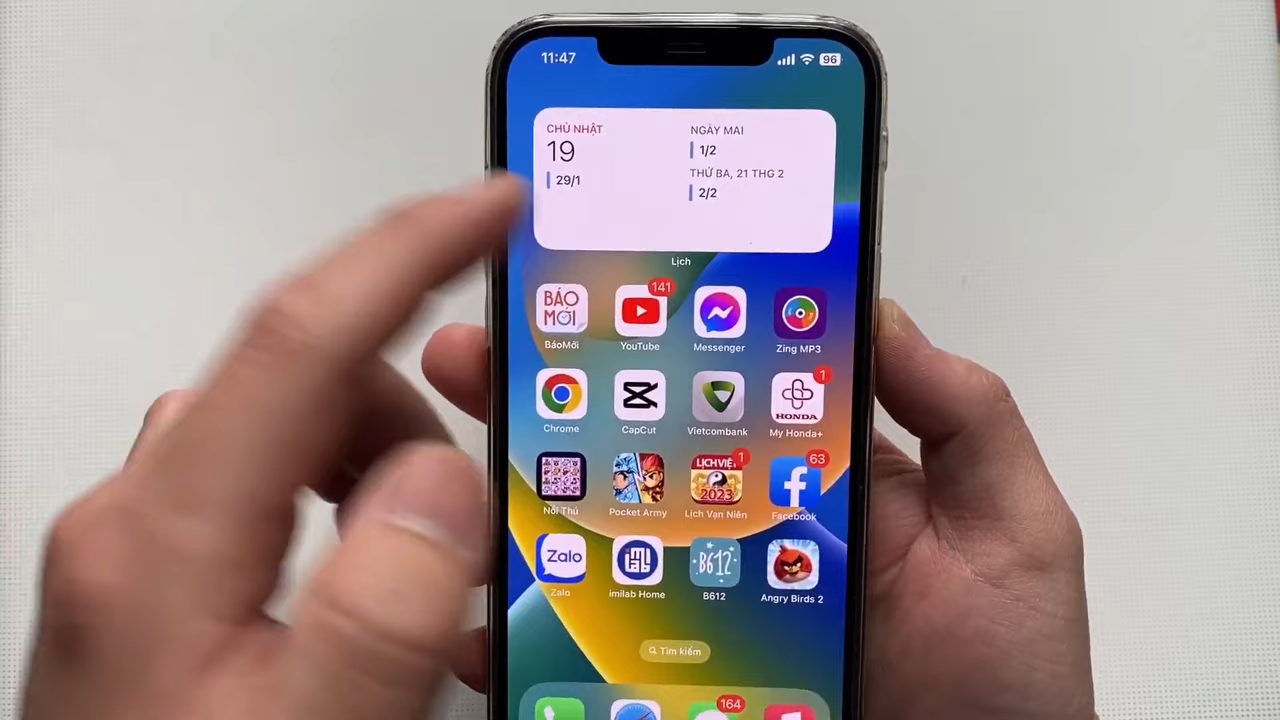 11:47
96
CHỦ NHẬT
19
29/1
NGÀY MAI
1/2
THỨ BA, 21 THG 2
2/2
Lịch
BÁO
MỚI
141
BáoMới
YouTube
Messenger
Zing MP3
1
HONDA
Chrome
CapCut
Vietcombank
My Honda+
LỊCH VIỆT
1
2023
63
Nối Thú
Pocket Army
Lịch Vạn Niên
Facebook
Zalo
B612
Zalo
imilab Home
B612
Angry Birds 2
Tìm kiếm
164